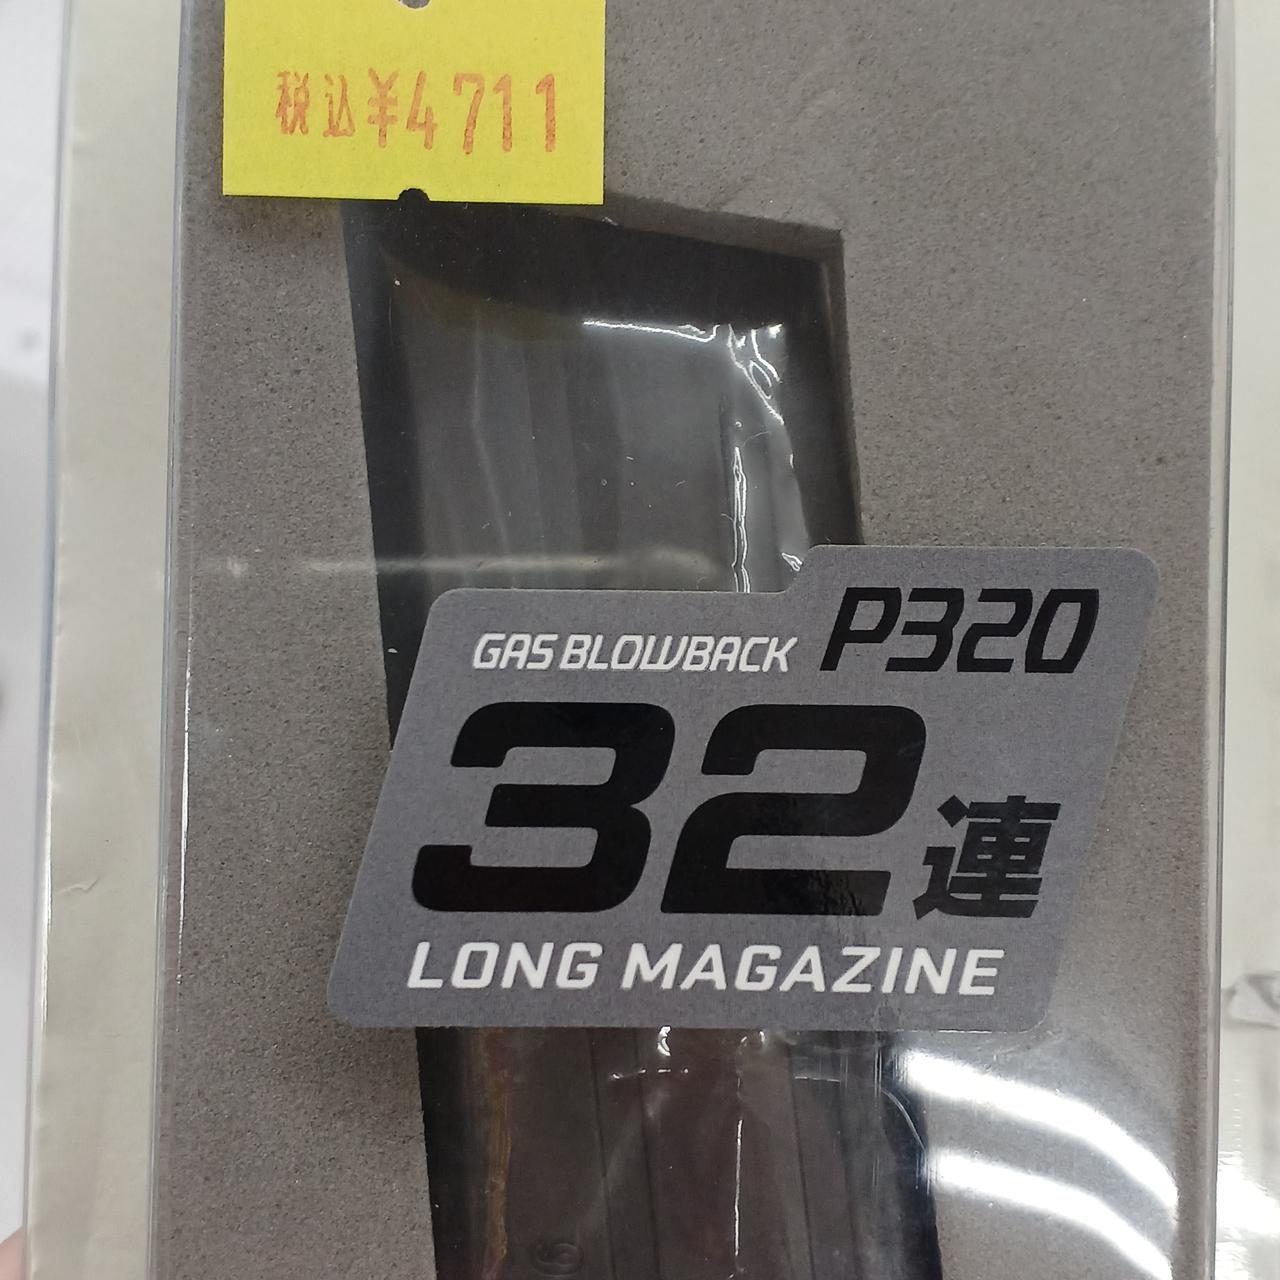 税込¥4711
GAS BLOWBACK P320
32連
LONG MAGAZINE